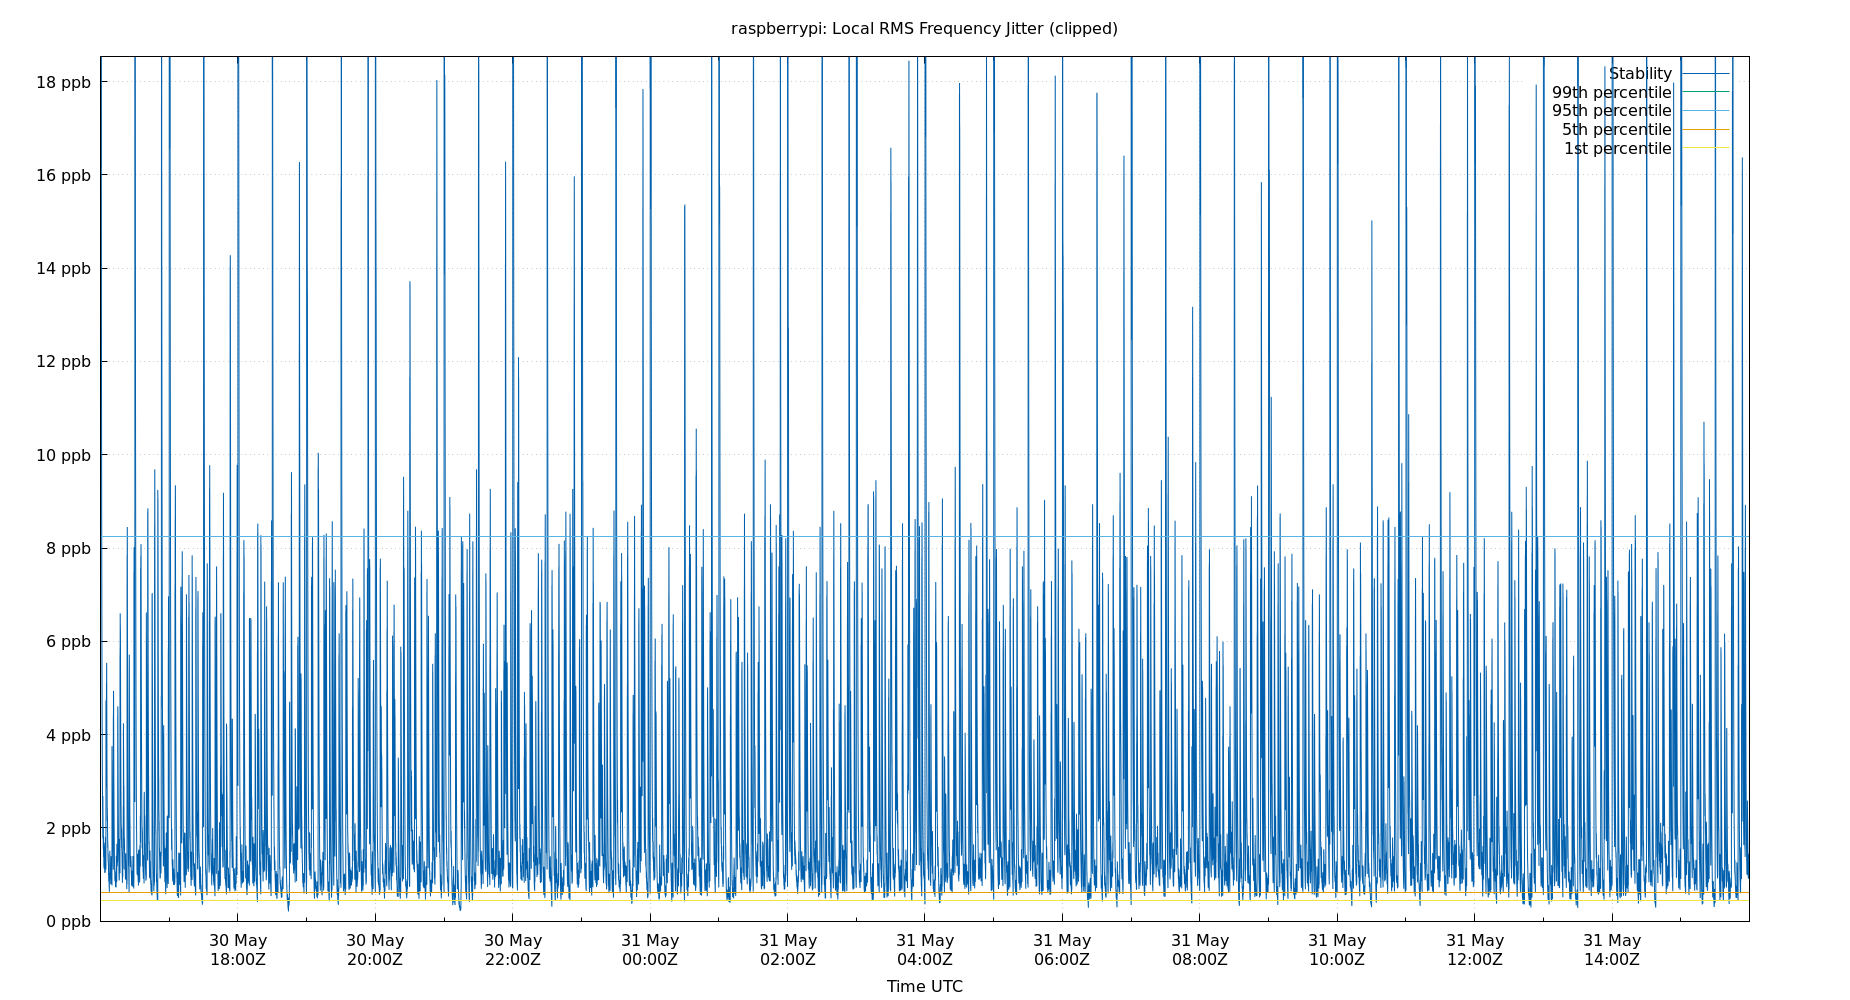 raspberrypi: Local RMS Frequency Jitter (clipped)
18 ppb
16 ppb
14 ppb
12 ppb
10 ppb
8 ppb
6 ppb
4 ppb
2 ppb
0 ppb
Stability
99th percentile
95th percentile
5th percentile
1st percentile
30 May
18:00Z
30 May
20:00Z
30 May
22:00Z
31 May
00:00Z
31 May
02:00Z
31 May
04:00Z
31 May
06:00Z
31 May
08:00Z
31 May
10:00Z
31 May
12:00Z
31 May
14:00Z
Time UTC